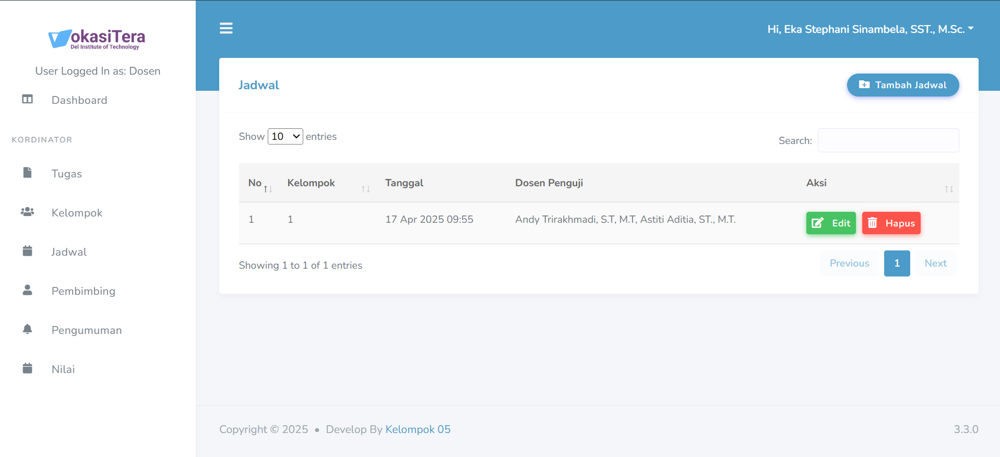 okasiTera
Del Institute of Technology
User Logged In as: Dosen
Dashboard
KORDINATOR
Tugas
Kelompok
Jadwal
Pembimbing
Pengumuman
Nilai
Hi, Eka Stephani Sinambela, SST., M.Sc.
Jadwal
Tambah Jadwal
Show 10 entries
Search:
No Kelompok Tanggal Dosen Penguji Aksi
1 1 17 Apr 2025 09:55 Andy Trirakhmadi, S.T, M.T, Astiti Aditia, ST., M.T. Edit Hapus
Showing 1 to 1 of 1 entries
Previous 1 Next
Copyright © 2025 • Develop By Kelompok 05
3.3.0